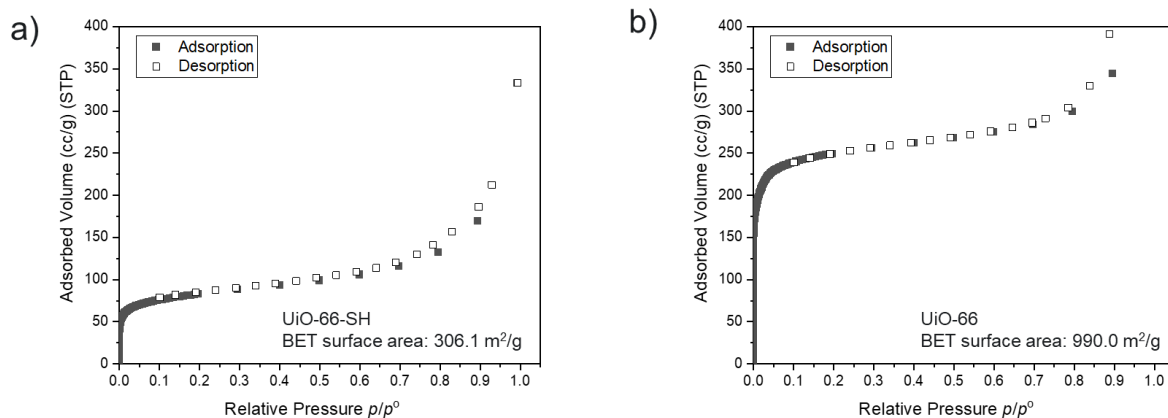 a)
Adsorbed Volume (cc/g) (STP)
400
350
300
250
200
150
100
50
0
Adsorption
Desorption
UiO-66-SH
BET surface area: 306.1 m²/g
0.0 0.1 0.2 0.3 0.4 0.5 0.6 0.7 0.8 0.9 1.0
Relative Pressure p/p⁰
b)
Adsorbed Volume (cc/g) (STP)
400
350
300
250
200
150
100
50
0
Adsorption
Desorption
UiO-66
BET surface area: 990.0 m²/g
0.0 0.1 0.2 0.3 0.4 0.5 0.6 0.7 0.8 0.9 1.0
Relative Pressure p/p⁰